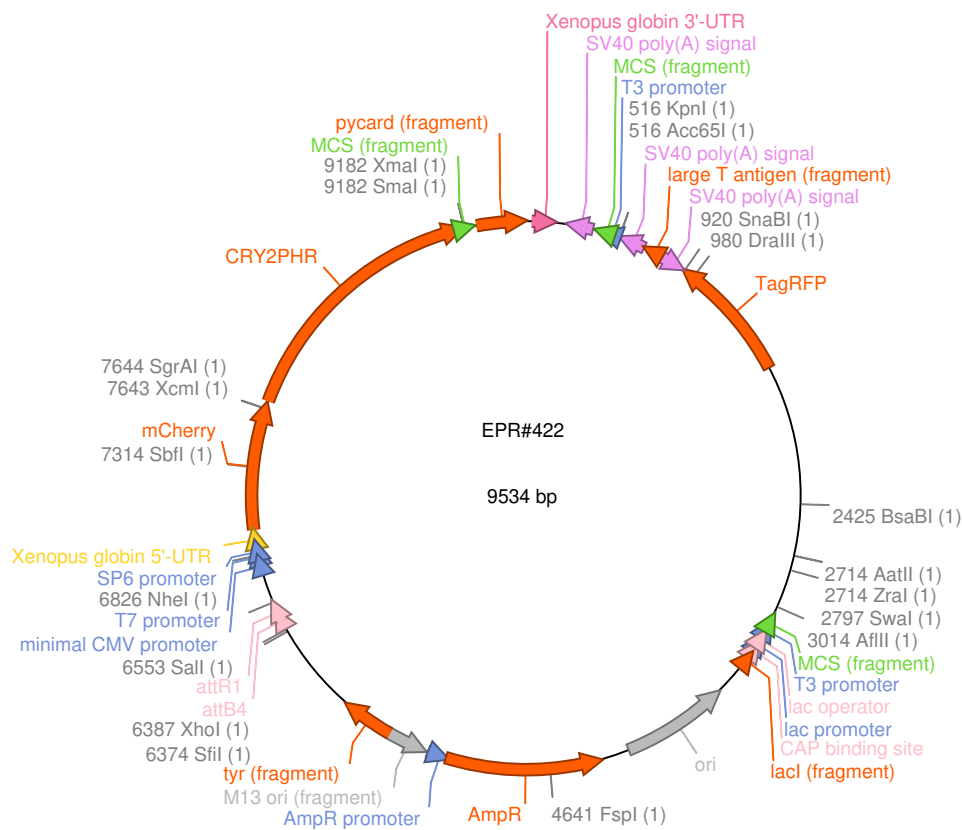 Xenopus globin 3'-UTR
SV40 poly(A) signal
MCS (fragment)
T3 promoter
516 KpnI (1)
516 Acc65I (1)
SV40 poly(A) signal
large T antigen (fragment)
SV40 poly(A) signal
920 SnaBI (1)
980 DraIII (1)
TagRFP
pycard (fragment)
MCS (fragment)
9182 XmaI (1)
9182 SmaI (1)
CRY2PHR
7644 SgrAI (1)
7643 XcmI (1)
mCherry
7314 SbfI (1)
EPR#422
9534 bp
2425 BsaBI (1)
2714 AatII (1)
2714 ZraI (1)
2797 SwaI (1)
3014 AflII (1)
MCS (fragment)
T3 promoter
lac operator
lac promoter
CAP binding site
lacI (fragment)
ori
Xenopus globin 5'-UTR
SP6 promoter
6826 NheI (1)
T7 promoter
minimal CMV promoter
6553 SalI (1)
attR1
attB4
6387 XhoI (1)
6374 SfiI (1)
tyr (fragment)
M13 ori (fragment)
AmpR promoter
AmpR
4641 FspI (1)